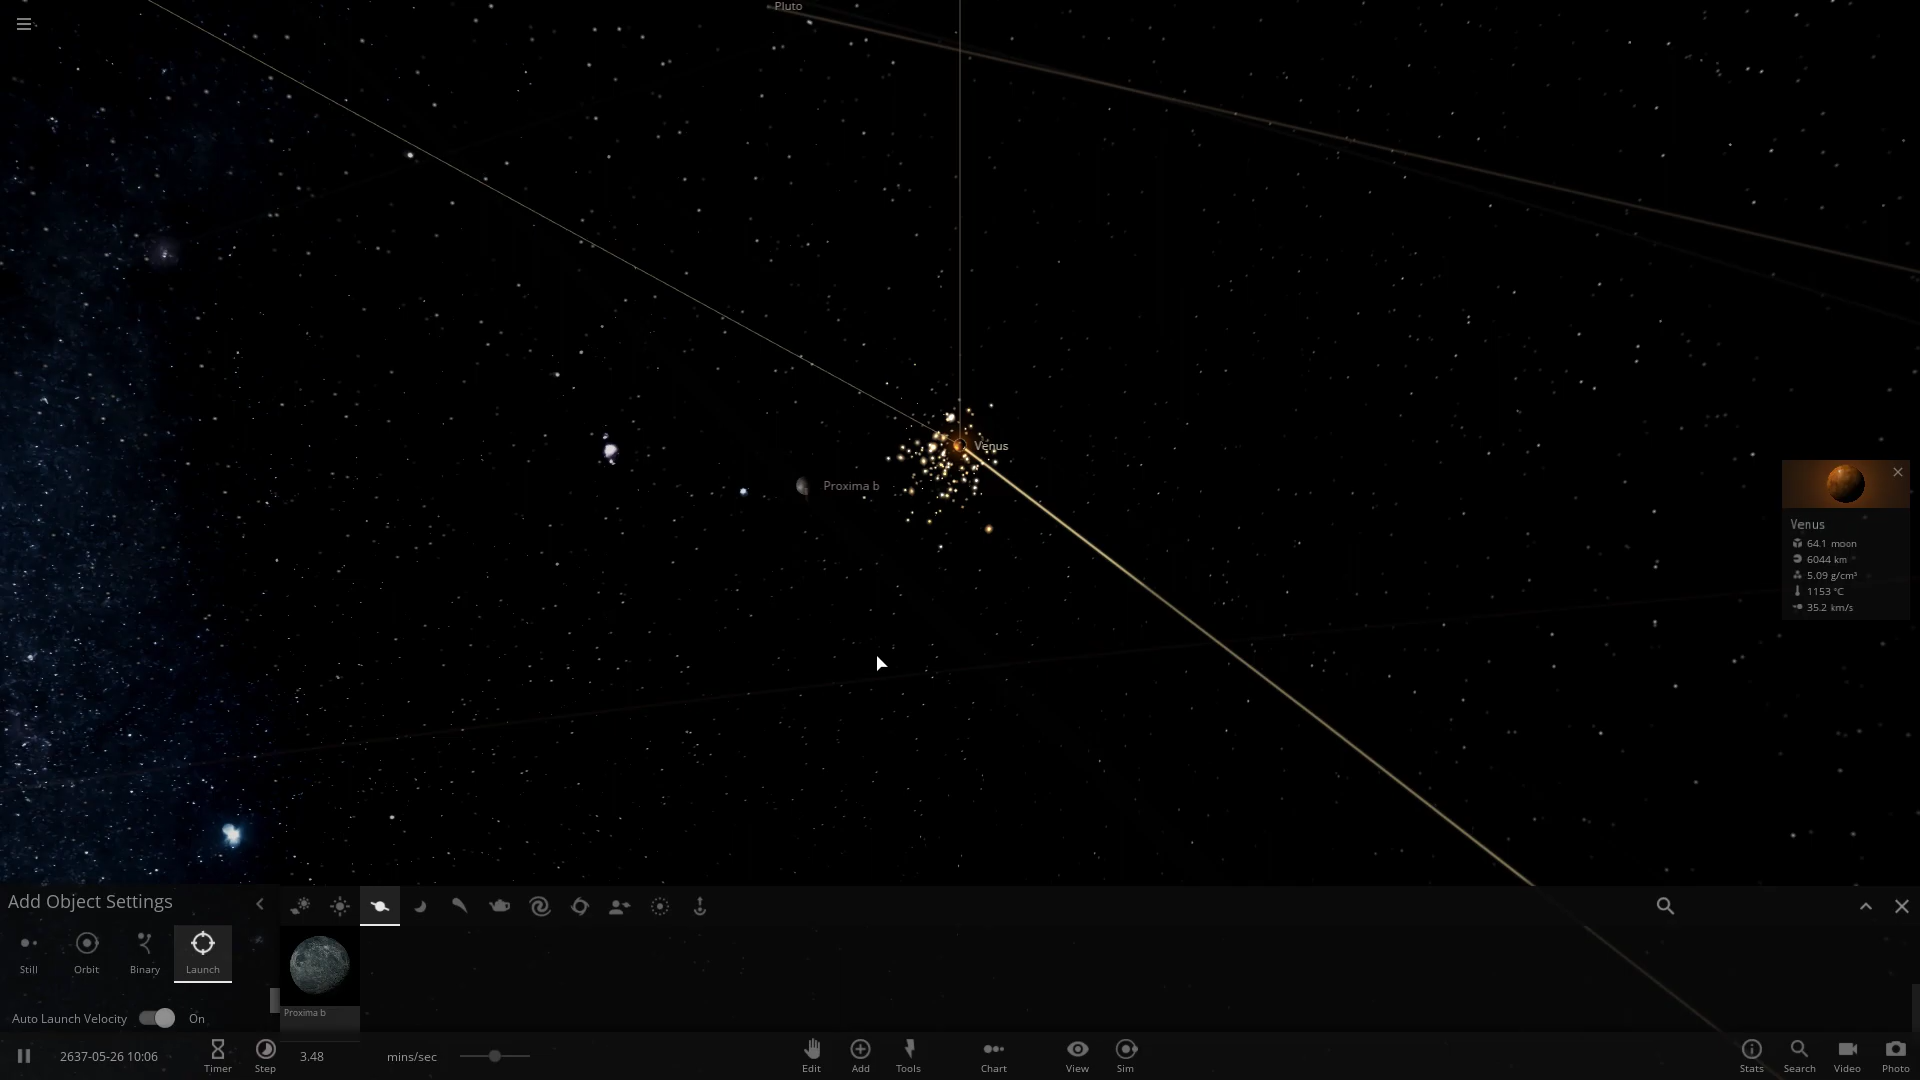 Pluto
Venus
Proxima b
Venus
64.1 moon
6044 km
5.09 g/cm³
1153 °C
35.2 km/s
Add Object Settings
Still
Orbit
Binary
Launch
Auto Launch Velocity
On
Proxima b
2637-05-26 10:06
Timer
Step
3.48
mins/sec
Edit
Add
Tools
Chart
View
Sim
Stats
Search
Video
Photo